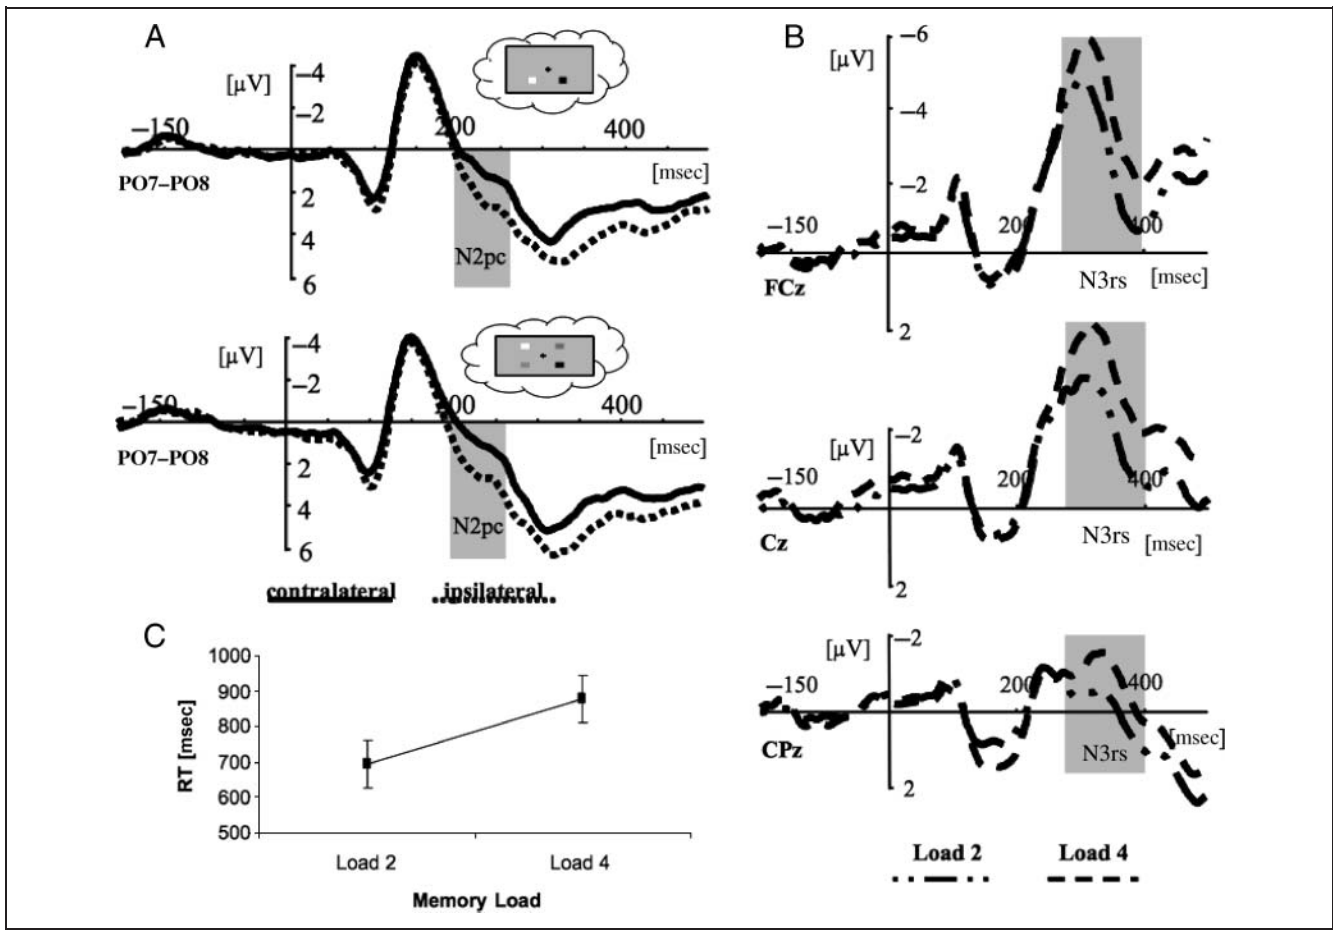 A
[µV]
–4
–2
–150
200
400
[msec]
PO7–PO8
2
4
6
N2pc
[µV]
–4
–2
–150
200
400
[msec]
PO7–PO8
2
4
6
N2pc
contralateral
ipsilateral
B
[µV]
–6
–4
–2
–150
200
400
FCz
N3rs
[msec]
2
[µV]
–2
–150
200
400
Cz
N3rs
[msec]
2
[µV]
–2
–150
200
400
CPz
N3rs
[msec]
2
Load 2
Load 4
C
RT [msec]
1000
900
800
700
600
500
Load 2
Load 4
Memory Load